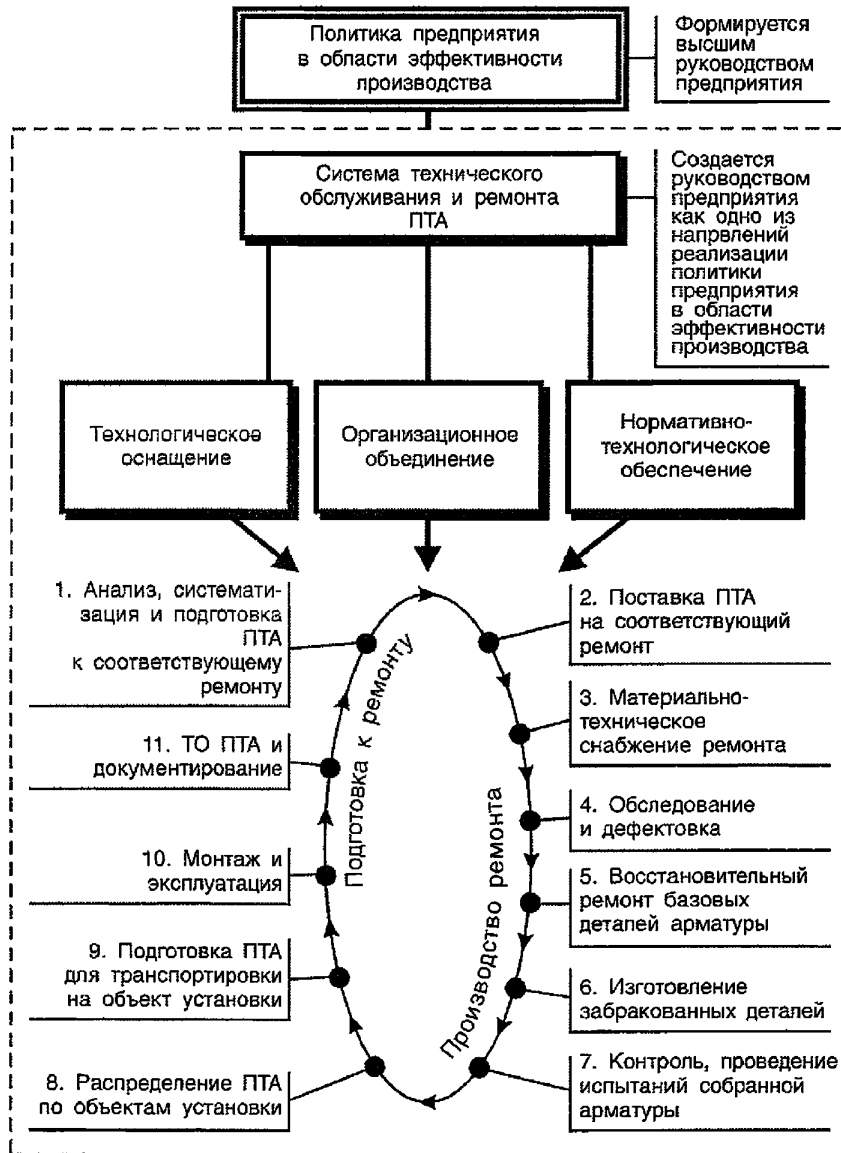 Политика предприятия
в области эффективности
производства
Формируется
высшим
руководством
предприятия
Система технического
обслуживания и ремонта
ПТА
Создается
руководством
предприятия
как одно из
напрвлений
реализации
политики
предприятия
в области
эффективности
производства
Технологическое
оснащение
Организационное
объединение
Нормативно-
технологическое
обеспечение
1. Анализ, системати-
зация и подготовка
ПТА
к соответствующему
ремонту
11. ТО ПТА и
документирование
10. Монтаж и
эксплуатация
9. Подготовка ПТА
для транспортировки
на объект установки
8. Распределение ПТА
по объектам установки
Подготовка к ремонту
Производство ремонта
2. Поставка ПТА
на соответствующий
ремонт
3. Материально-
техническое
снабжение ремонта
4. Обследование
и дефектовка
5. Восстановительный
ремонт базовых
деталей арматуры
6. Изготовление
забракованных деталей
7. Контроль, проведение
испытаний собранной
арматуры